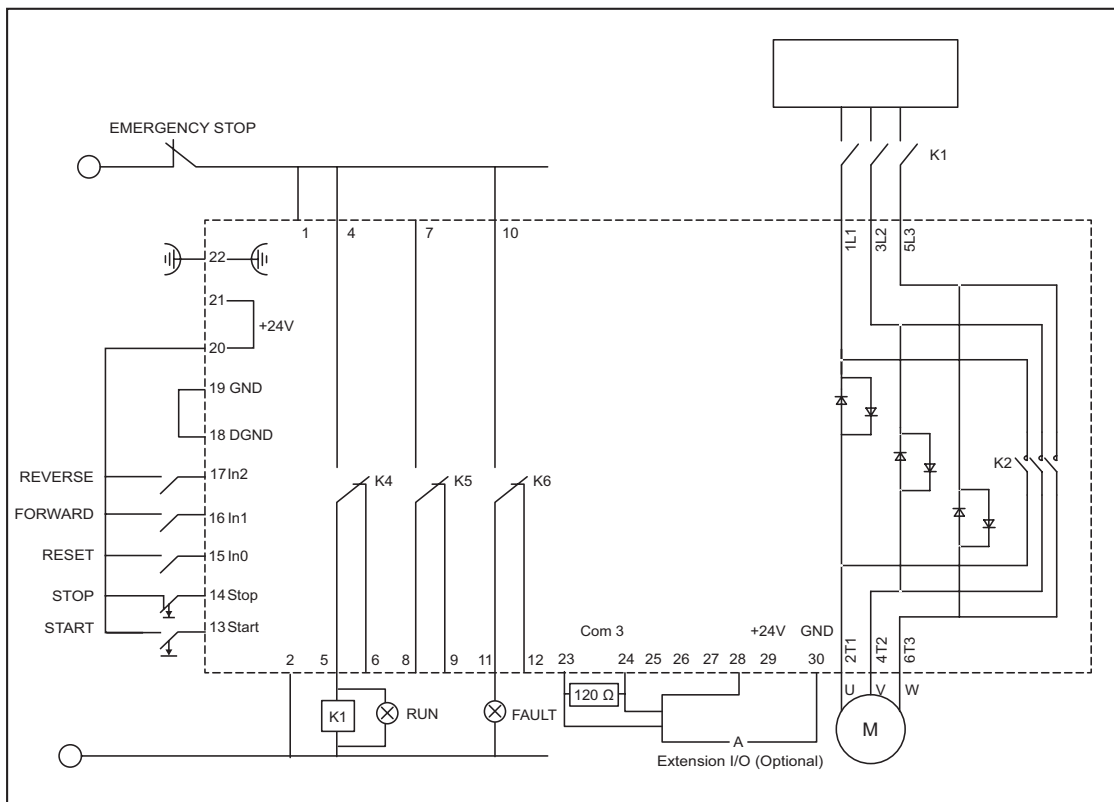 EMERGENCY STOP
K1
1 4 7 10 1L1 3L2 5L3
22
21
+24V
20
19 GND
18 DGND
REVERSE 17 In2
FORWARD 16 In1
RESET 15 In0
STOP 14 Stop
START 13 Start
K4 K5 K6 K2
Com 3 +24V GND
2 5 6 8 9 11 12 23 24 25 26 27 28 29 30 2T1 4T2 6T3
U V W
K1 RUN FAULT 120 Ω M
A
Extension I/O (Optional)